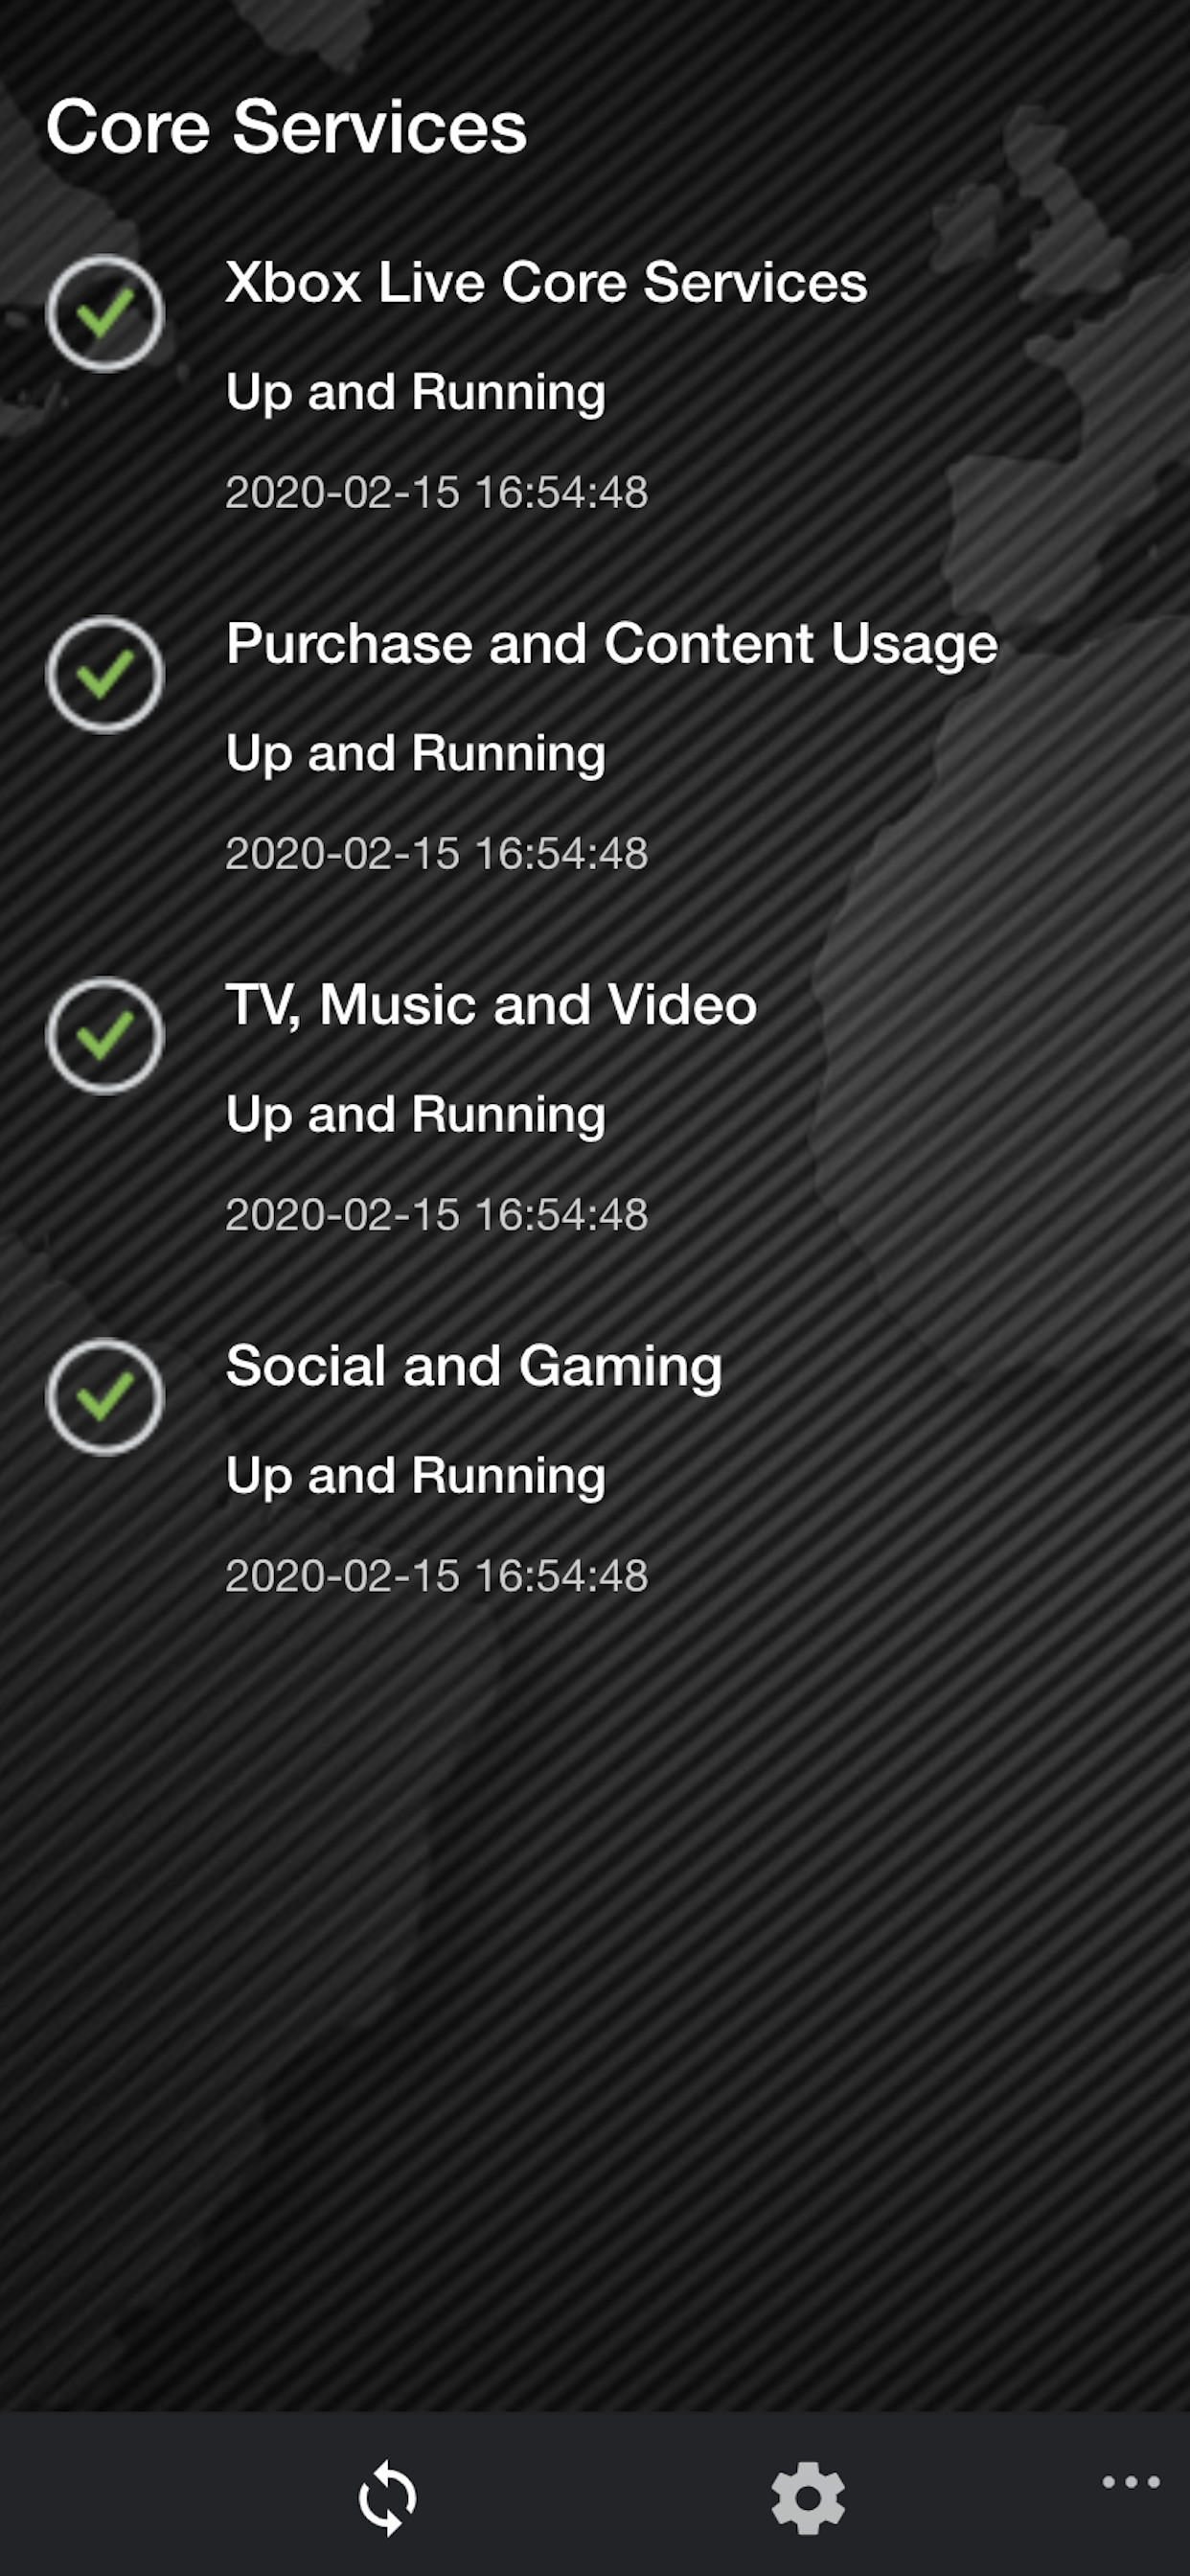 Core Services
Xbox Live Core Services
Up and Running
2020-02-15 16:54:48
Purchase and Content Usage
Up and Running
2020-02-15 16:54:48
TV, Music and Video
Up and Running
2020-02-15 16:54:48
Social and Gaming
Up and Running
2020-02-15 16:54:48